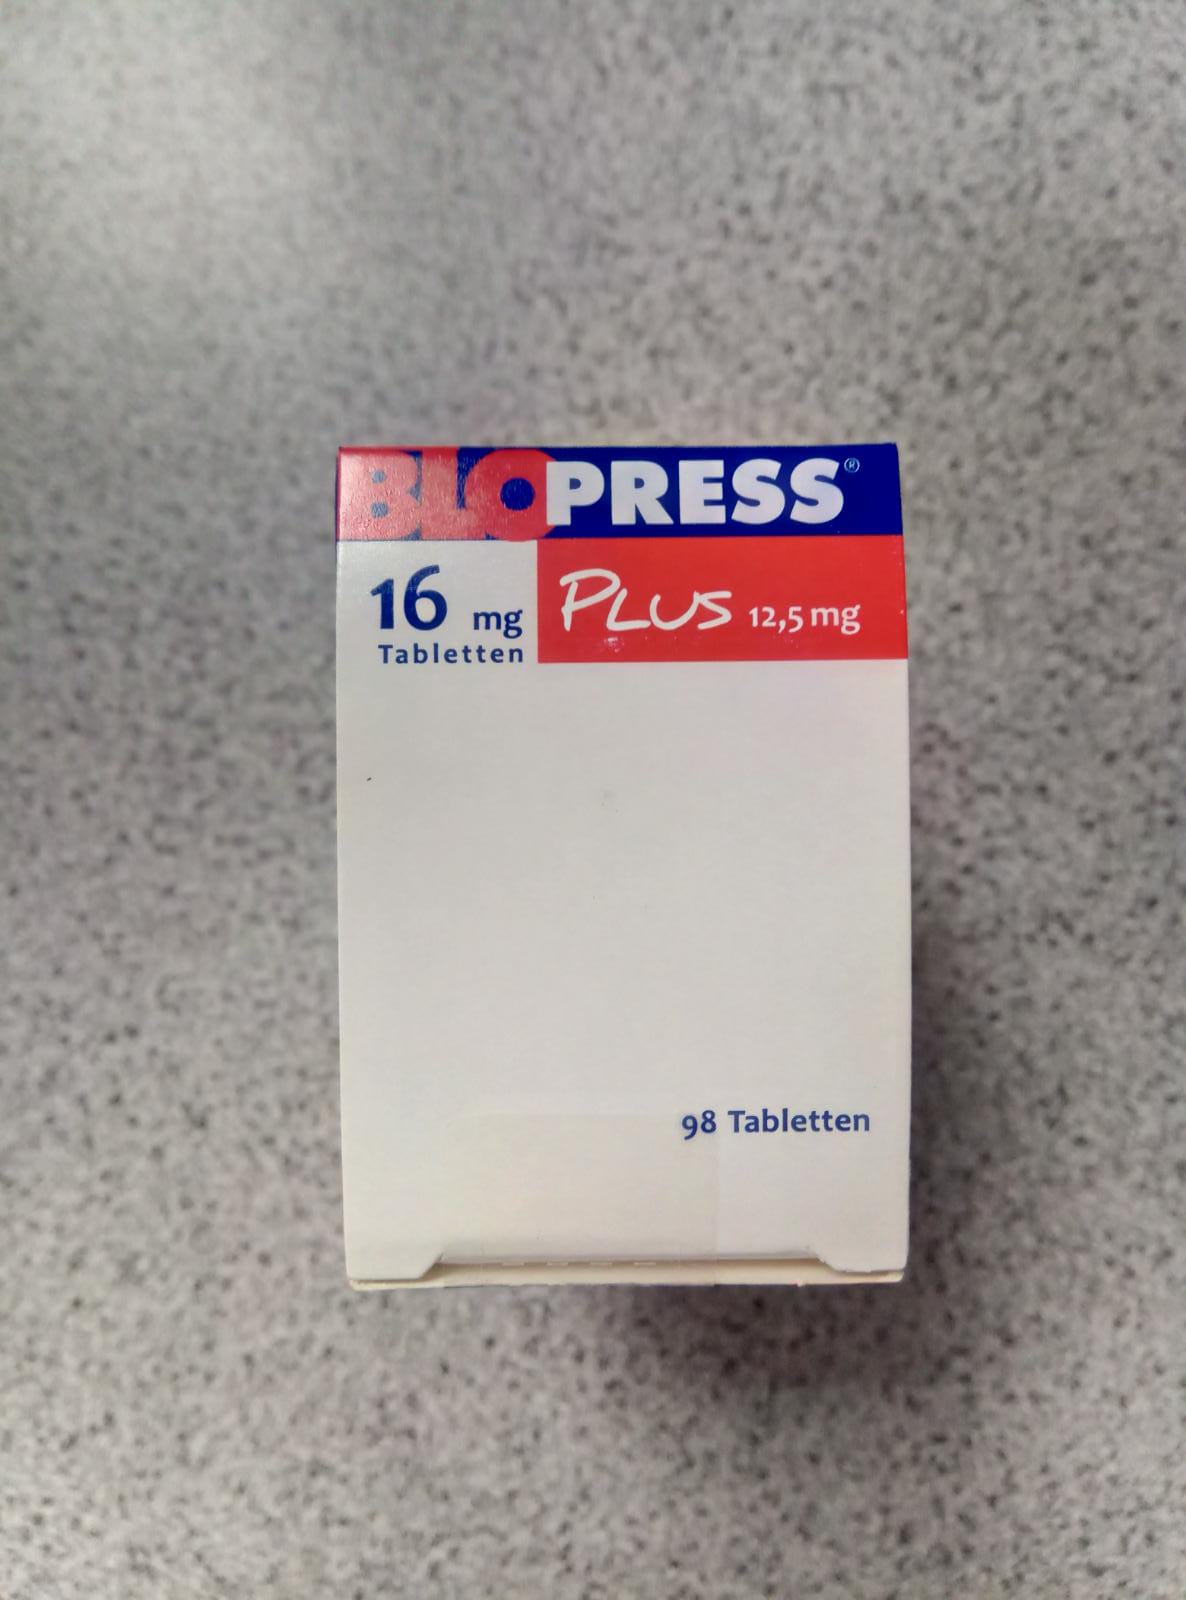 BLOPRESS®
16 mg PLUS 12,5 mg
Tabletten
98 Tabletten